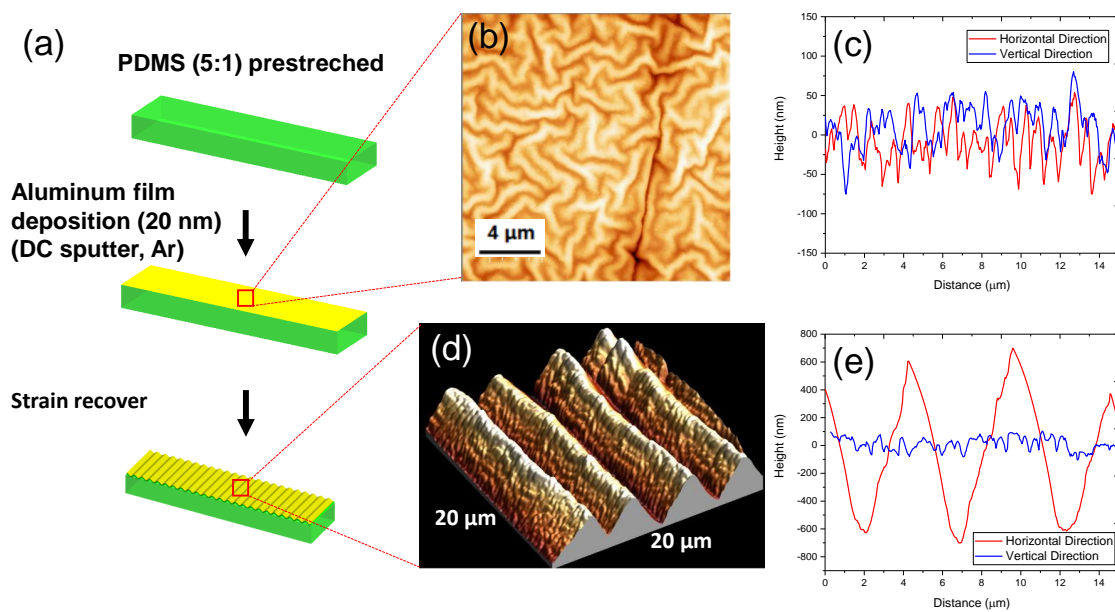 (a)
PDMS (5:1) prestreched
Aluminum film
deposition (20 nm)
(DC sputter, Ar)
Strain recover
(b)
4 μm
(c)
Horizontal Direction
Vertical Direction
150
100
50
0
-50
-100
-150
Height (nm)
0 2 4 6 8 10 12 14
Distance (μm)
(d)
20 μm
20 μm
(e)
800
600
400
200
0
-200
-400
-600
-800
Height (nm)
Horizontal Direction
Vertical Direction
0 2 4 6 8 10 12 14
Distance (μm)